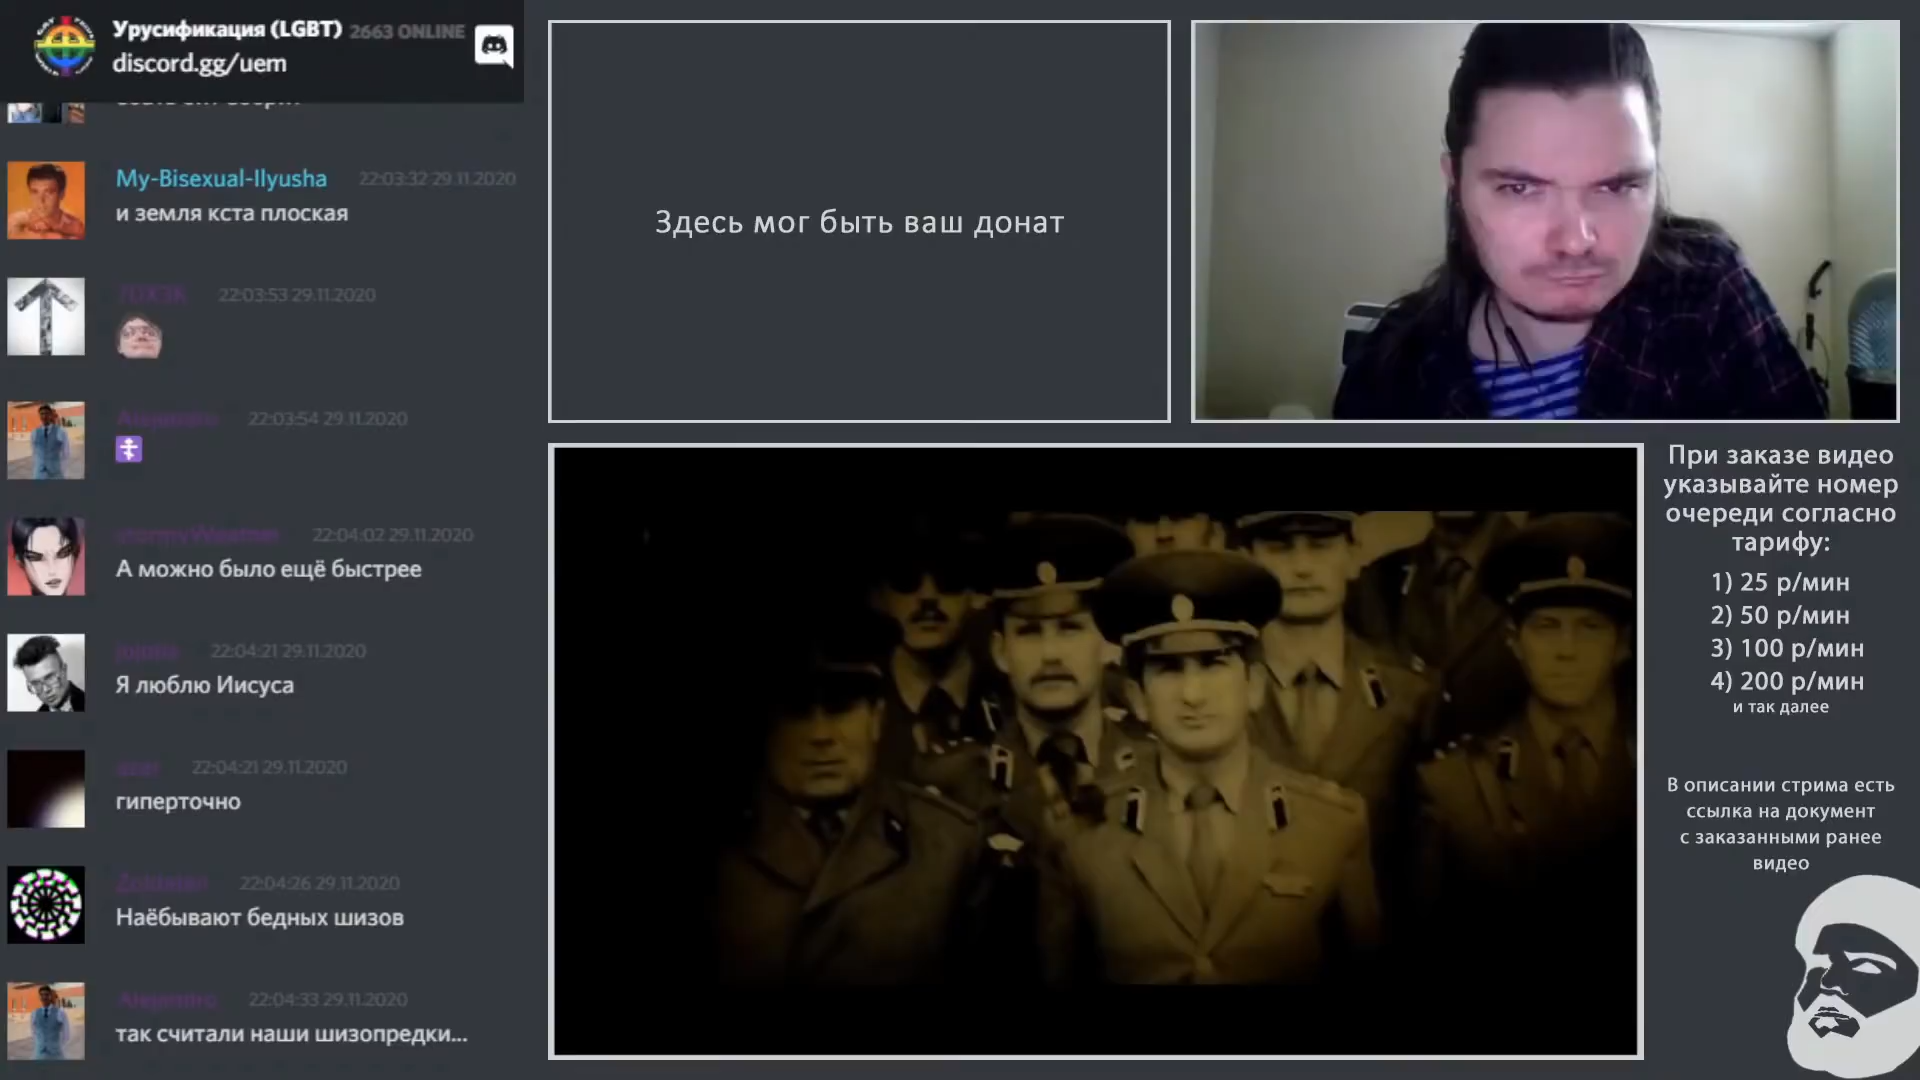 Урусификация (LGBT) 2663 ONLINE
discord.gg/uem
My-Bisexual-Ilyusha 22:03:32 29.11.2020
и земля кста плоская
22:03:53 29.11.2020
22:03:54 29.11.2020
22:04:02 29.11.2020
А можно было ещё быстрее
22:04:21 29.11.2020
Я люблю Иисуса
22:04:21 29.11.2020
гиперточно
22:04:26 29.11.2020
Наёбывают бедных шизов
22:04:33 29.11.2020
так считали наши шизопредки...
Здесь мог быть ваш донат
При заказе видео
указывайте номер
очереди согласно
тарифу:
1) 25 р/мин
2) 50 р/мин
3) 100 р/мин
4) 200 р/мин
и так далее
В описании стрима есть
ссылка на документ
с заказанными ранее
видео